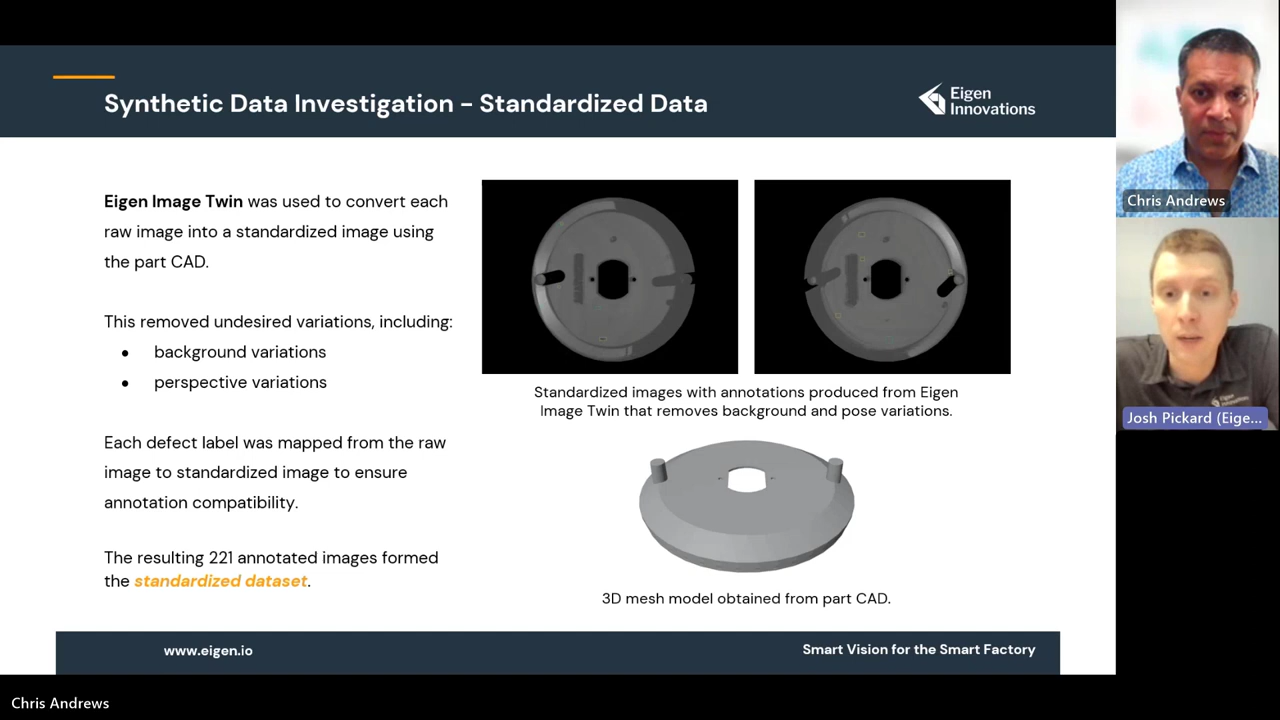 Synthetic Data Investigation - Standardized Data
Eigen
Innovations
Eigen Image Twin was used to convert each
raw image into a standardized image using
the part CAD.
This removed undesired variations, including:
● background variations
● perspective variations
Each defect label was mapped from the raw
image to standardized image to ensure
annotation compatibility.
The resulting 221 annotated images formed
the standardized dataset.
Standardized images with annotations produced from Eigen
Image Twin that removes background and pose variations.
3D mesh model obtained from part CAD.
www.eigen.io
Smart Vision for the Smart Factory
Chris Andrews
Josh Pickard (Eige...
Chris Andrews